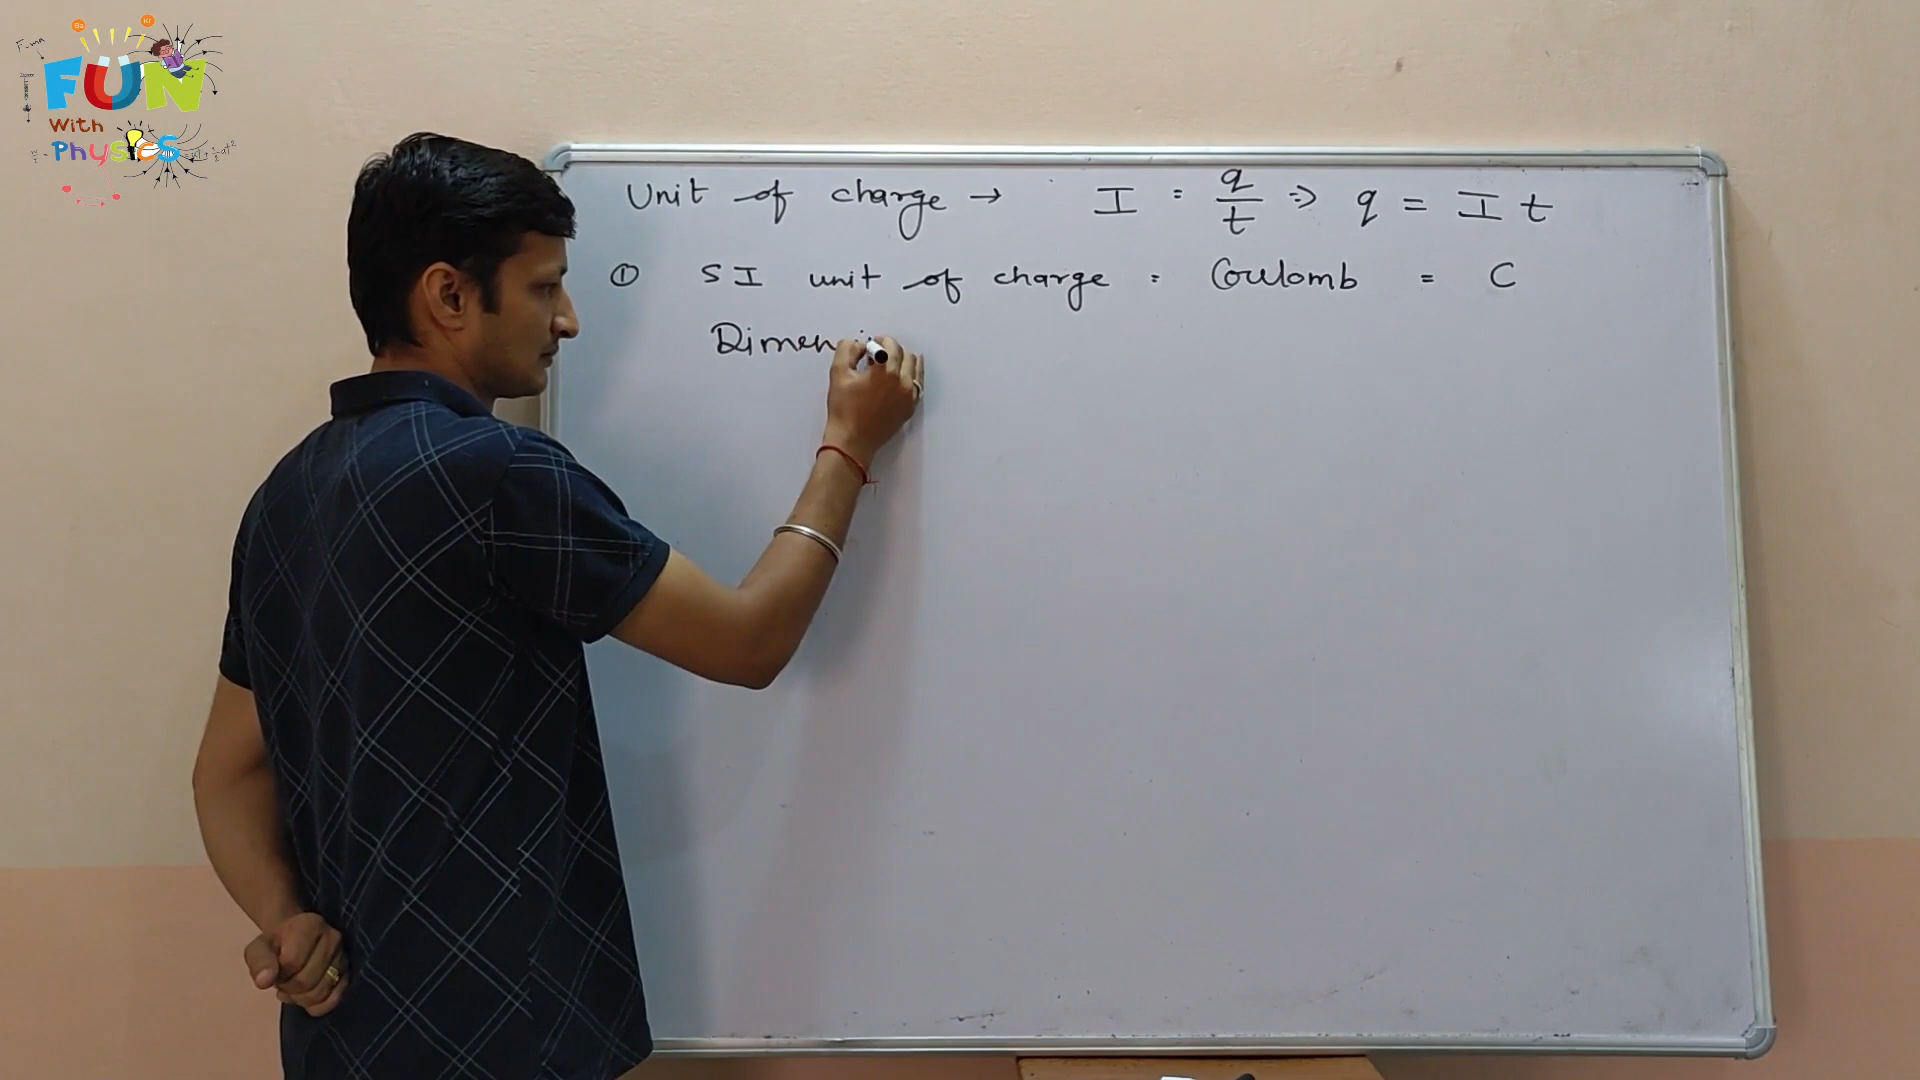 FUN
With
Physics
Unit of charge → I = q/t ⇒ q = I t
① SI unit of charge = Coulomb = C
Dimen